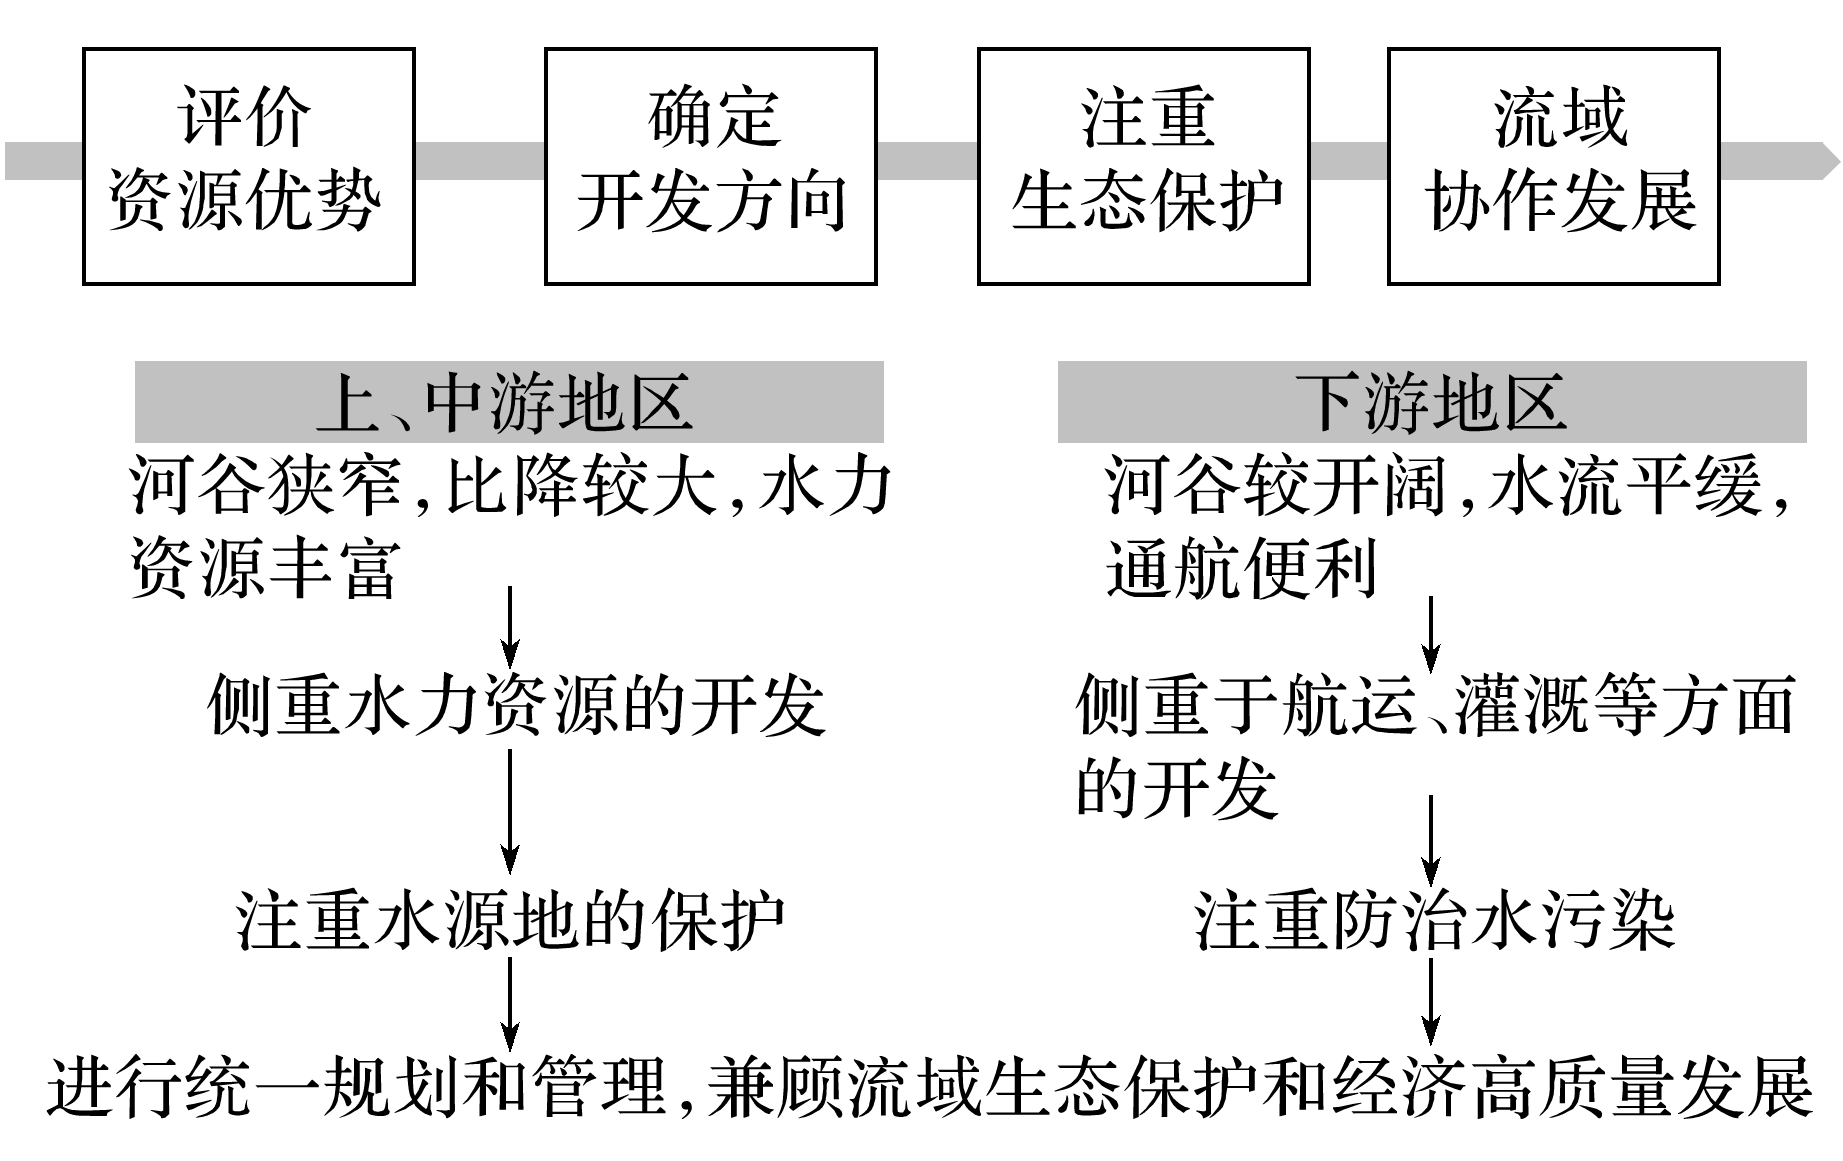 评价
资源优势
确定
开发方向
注重
生态保护
流域
协作发展
上、中游地区
河谷狭窄,比降较大,水力
资源丰富
侧重水力资源的开发
注重水源地的保护
下游地区
河谷较开阔,水流平缓,
通航便利
侧重于航运、灌溉等方面
的开发
注重防治水污染
进行统一规划和管理,兼顾流域生态保护和经济高质量发展